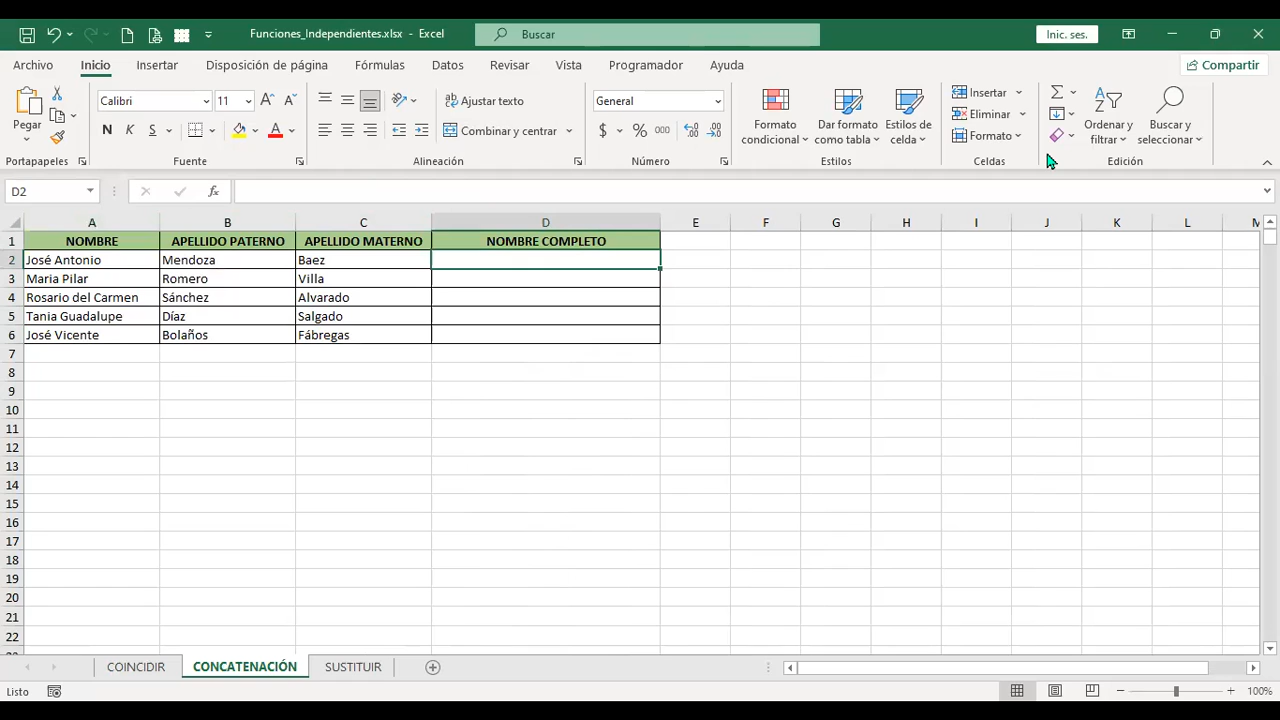 Funciones_Independientes.xlsx - Excel
Buscar
Inic. ses.
Archivo Inicio Insertar Disposición de página Fórmulas Datos Revisar Vista Programador Ayuda Compartir
Pegar
Calibri 11
N K S A
Ajustar texto
Combinar y centrar
General
$ % 000
Formato condicional
Dar formato como tabla
Estilos de celda
Insertar
Eliminar
Formato
Ordenar y filtrar
Buscar y seleccionar
Portapapeles Fuente Alineación Número Estilos Celdas Edición
D2 fx
A B C D E F G H I J K L M
1 NOMBRE APELLIDO PATERNO APELLIDO MATERNO NOMBRE COMPLETO
2 José Antonio Mendoza Baez
3 Maria Pilar Romero Villa
4 Rosario del Carmen Sánchez Alvarado
5 Tania Guadalupe Díaz Salgado
6 José Vicente Bolaños Fábregas
7
8
9
10
11
12
13
14
15
16
17
18
19
20
21
22
COINCIDIR CONCATENACIÓN SUSTITUIR
Listo 100%